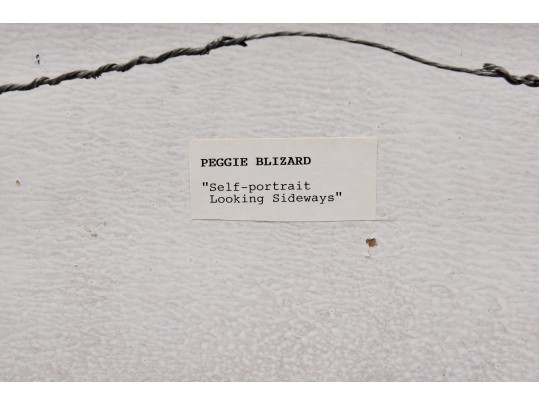 PEGGIE BLIZARD
"Self-portrait
Looking Sideways"